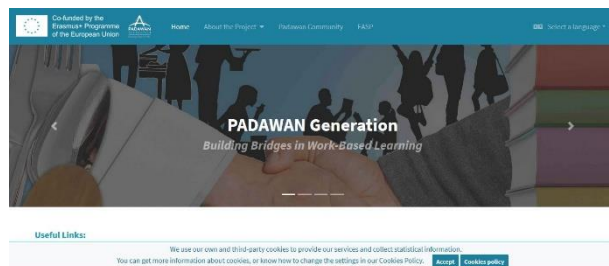 Co-funded by the
Erasmus+ Programme
of the European Union
PADAWAN
Home
About the Project
Padawan Community
FASP
Select a language
PADAWAN Generation
Building Bridges in Work-Based Learning
Useful Links:
We use our own and third-party cookies to provide our services and collect statistical information.
You can get more information about cookies, or know how to change the settings in our Cookies Policy.
Accept
Cookies policy